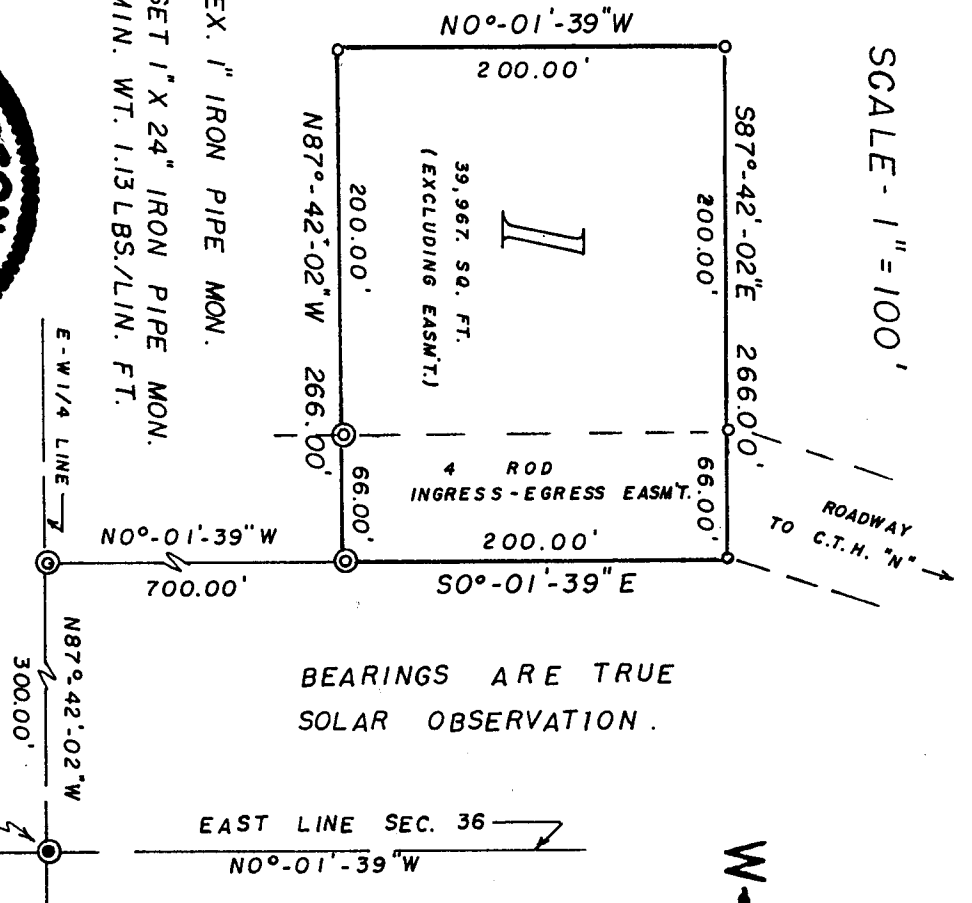 SCALE - 1"=100'
N0°-01'-39"W
200.00'
S87°-42'-02"E 266.00'
200.00'
66.00'
N87°-42'-02"W 266.00'
200.00'
66.00'
1
39,967. SQ. FT.
(EXCLUDING EASM'T.)
4 ROD
INGRESS-EGRESS EASM'T.
200.00'
S0°-01'-39"E
ROADWAY
TO C.T.H. "N"
EX. 1" IRON PIPE MON.
SET 1" X 24" IRON PIPE MON.
MIN. WT. 1.13 LBS./LIN. FT.
E-W 1/4 LINE
N0°-01'-39"W
700.00'
N87°-42'-02"W
300.00'
BEARINGS ARE TRUE
SOLAR OBSERVATION.
EAST LINE SEC. 36
N0°-01'-39"W
W